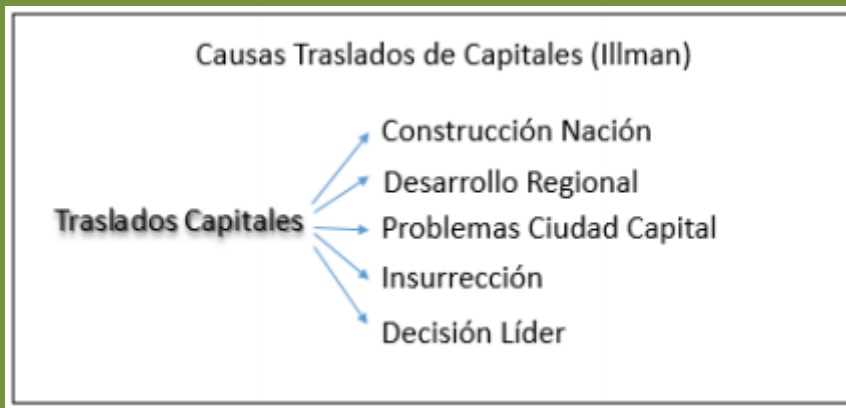 Causas Traslados de Capitales (Illman)
Construcción Nación
Desarrollo Regional
Traslados Capitales
Problemas Ciudad Capital
Insurrección
Decisión Líder